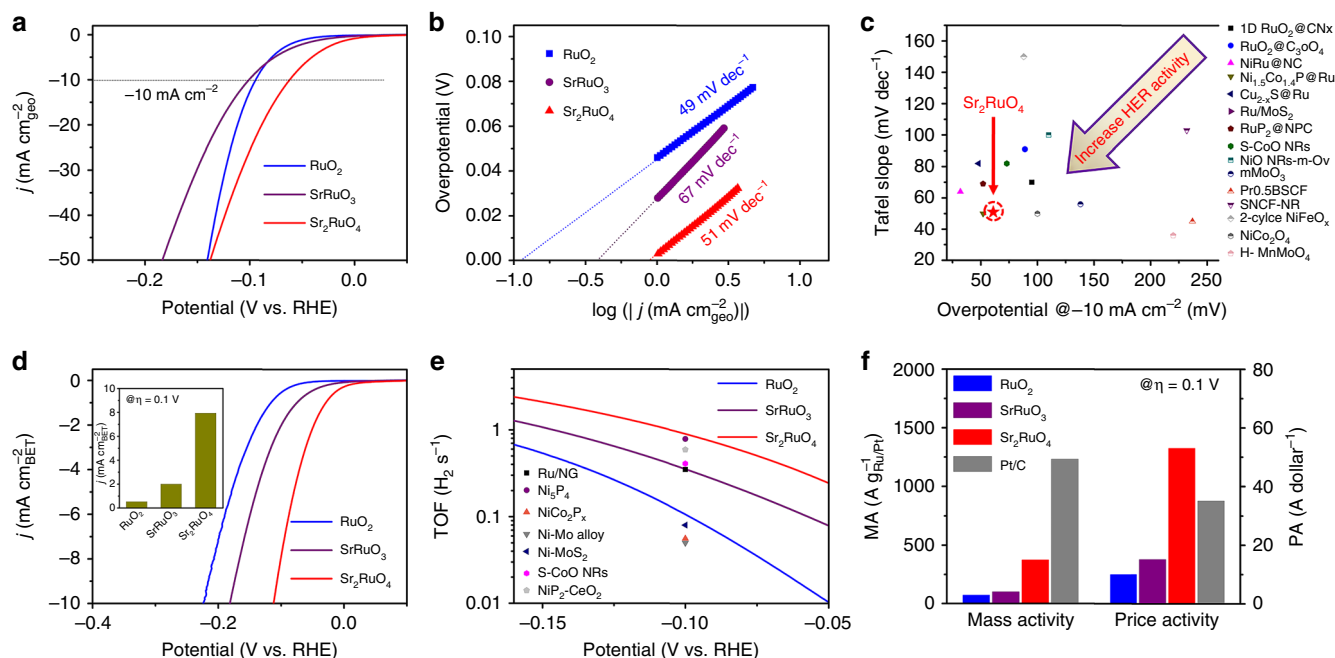 a
0
−10
−20
−30
−40
−50
j (mA cm⁻²geo)
−10 mA cm⁻²
RuO₂
SrRuO₃
Sr₂RuO₄
−0.2
−0.1
0.0
Potential (V vs. RHE)
b
0.10
0.08
0.06
0.04
0.02
0.00
Overpotential (V)
RuO₂
SrRuO₃
Sr₂RuO₄
49 mV dec⁻¹
67 mV dec⁻¹
51 mV dec⁻¹
−1.0
−0.5
0.0
0.5
1.0
log (| j (mA cm⁻²geo)|)
c
160
140
120
100
80
60
40
20
Tafel slope (mV dec⁻¹)
Sr₂RuO₄
Increase HER activity
50
100
150
200
250
Overpotential @−10 mA cm⁻² (mV)
1D RuO₂@CNx
RuO₂@C₃oO₄
NiRu@NC
Ni₁.₅Co₁.₄P@Ru
Cu₂₋ₓS@Ru
Ru/MoS₂
RuP₂@NPC
S-CoO NRs
NiO NRs-m-Ov
mMoO₃
Pr0.5BSCF
SNCF-NR
2-cylce NiFeOₓ
NiCo₂O₄
H- MnMoO₄
d
0
−2
−4
−6
−8
−10
j (mA cm⁻²BET)
10
8
6
4
2
0
j (mA cm⁻²BET)
@η = 0.1 V
RuO₂
SrRuO₃
Sr₂RuO₄
RuO₂
SrRuO₃
Sr₂RuO₄
−0.4
−0.2
0.0
Potential (V vs. RHE)
e
1
0.1
0.01
TOF (H₂ s⁻¹)
RuO₂
SrRuO₃
Sr₂RuO₄
Ru/NG
Ni₅P₄
NiCo₂Pₓ
Ni-Mo alloy
Ni-MoS₂
S-CoO NRs
NiP₂-CeO₂
−0.15
−0.10
−0.05
Potential (V vs. RHE)
f
2000
1750
1500
1250
1000
750
500
250
0
MA (A g⁻¹Ru/Pt)
RuO₂
SrRuO₃
Sr₂RuO₄
Pt/C
@η = 0.1 V
80
60
40
20
0
PA (A dollar⁻¹)
Mass activity
Price activity